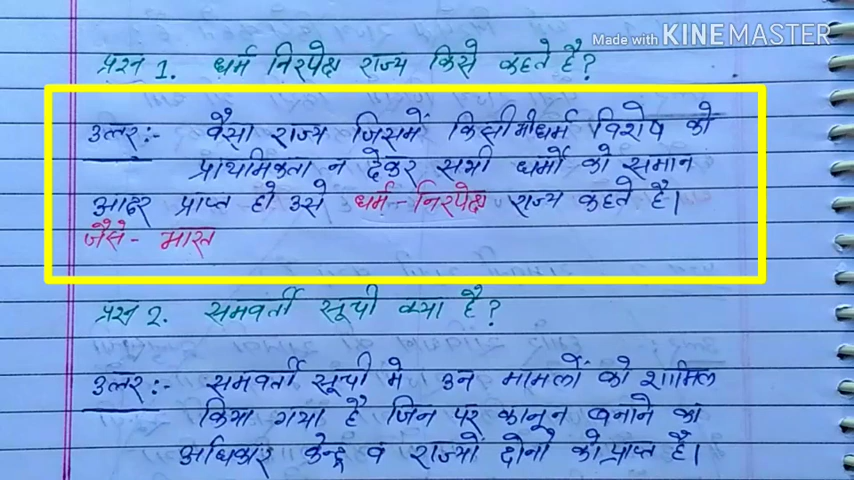 Made with KINEMASTER
प्रश्न 1. धर्म निरपेक्ष राज्य किसे कहते है?
उत्तर:- वैसा राज्य जिसमें किसी भी धर्म विशेष को
प्राथमिकता न देकर सभी धर्मो को समान
आदर प्राप्त हो उसे धर्म-निरपेक्ष राज्य कहते है।
जैसे- भारत
प्रश्न 2. समवर्ती सूची क्या है?
उत्तर:- समवर्ती सूची मे उन मामलों को शामिल
किया गया है जिन पर कानून बनाने का
अधिकार केन्द्र व राज्यों दोनो को प्राप्त है।